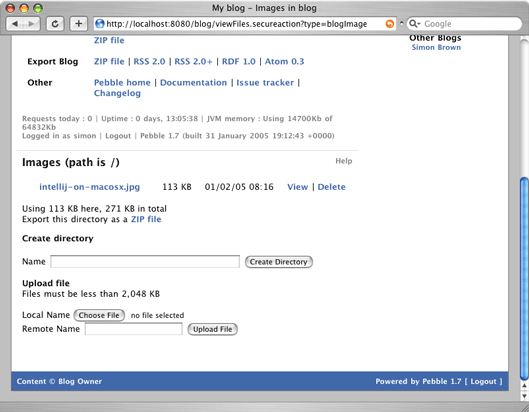 My blog - Images in blog
http://localhost:8080/blog/viewFiles.secureaction?type=blogImage
Google
ZIP file
Other Blogs
Simon Brown
Export Blog ZIP file | RSS 2.0 | RSS 2.0+ | RDF 1.0 | Atom 0.3
Other Pebble home | Documentation | Issue tracker |
Changelog
Requests today : 0 | Uptime : 0 days, 13:05:38 | JVM memory : Using 14700Kb of
64832Kb
Logged in as simon | Logout | Pebble 1.7 (built 31 January 2005 19:12:43 +0000)
Images (path is /) Help
intellij-on-macosx.jpg 113 KB 01/02/05 08:16 View | Delete
Using 113 KB here, 271 KB in total
Export this directory as a ZIP file
Create directory
Name Create Directory
Upload file
Files must be less than 2,048 KB
Local Name Choose File no file selected
Remote Name Upload File
Content © Blog Owner Powered by Pebble 1.7 [ Logout ]